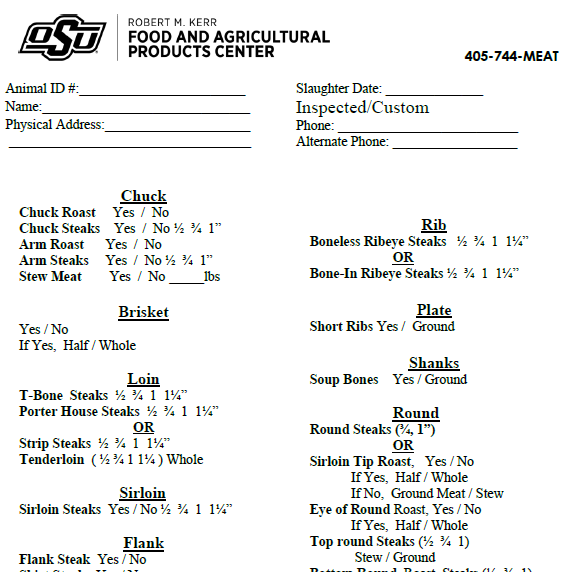 OSU
ROBERT M. KERR
FOOD AND AGRICULTURAL
PRODUCTS CENTER
405-744-MEAT
Animal ID #:________________________
Name:______________________________
Physical Address:_____________________
___________________________________
Slaughter Date: ______________
Inspected/Custom
Phone: __________________________
Alternate Phone: __________________
Chuck
Chuck Roast Yes / No
Chuck Steaks Yes / No ½ ¾ 1”
Arm Roast Yes / No
Arm Steaks Yes / No ½ ¾ 1”
Stew Meat Yes / No _____lbs
Brisket
Yes / No
If Yes, Half / Whole
Loin
T-Bone Steaks ½ ¾ 1 1¼”
Porter House Steaks ½ ¾ 1 1¼”
OR
Strip Steaks ½ ¾ 1 1¼”
Tenderloin ( ½ ¾ 1 1¼ ) Whole
Sirloin
Sirloin Steaks Yes / No ½ ¾ 1 1¼”
Flank
Flank Steak Yes / No
Rib
Boneless Ribeye Steaks ½ ¾ 1 1¼”
OR
Bone-In Ribeye Steaks ½ ¾ 1 1¼”
Plate
Short Ribs Yes / Ground
Shanks
Soup Bones Yes / Ground
Round
Round Steaks (¾, 1”)
OR
Sirloin Tip Roast, Yes / No
If Yes, Half / Whole
If No, Ground Meat / Stew
Eye of Round Roast, Yes / No
If Yes, Half / Whole
Top round Steaks (½ ¾ 1)
Stew / Ground